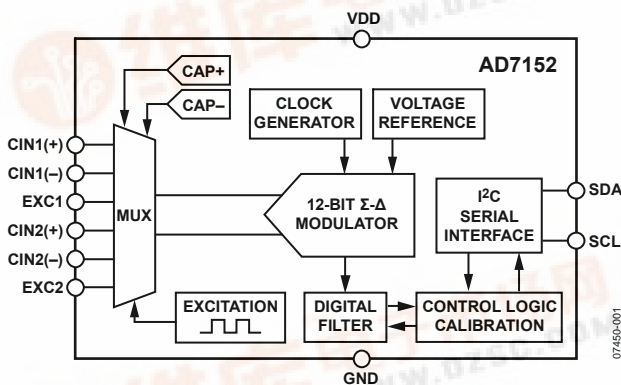 VDD
AD7152
CAP+
CAP–
CLOCK
GENERATOR
VOLTAGE
REFERENCE
CIN1(+)
CIN1(–)
EXC1
CIN2(+)
CIN2(–)
EXC2
MUX
12-BIT Σ-Δ
MODULATOR
I²C
SERIAL
INTERFACE
SDA
SCL
EXCITATION
DIGITAL
FILTER
CONTROL LOGIC
CALIBRATION
GND
07450-001